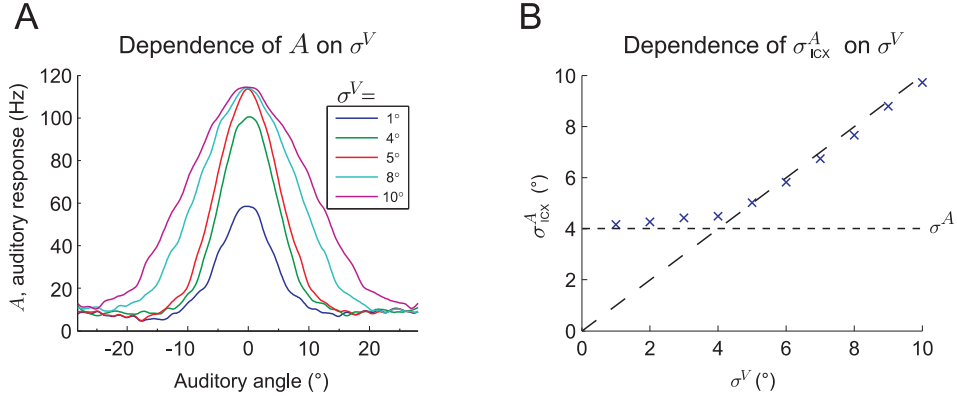 A
Dependence of A on σ^V
A, auditory response (Hz)
120
100
80
60
40
20
0
-20
-10
0
10
20
Auditory angle (°)
σ^V=
1°
4°
5°
8°
10°
B
Dependence of σ^A_ICX on σ^V
σ^A_ICX (°)
10
8
6
4
2
0
0
2
4
6
8
10
σ^V (°)
σ^A